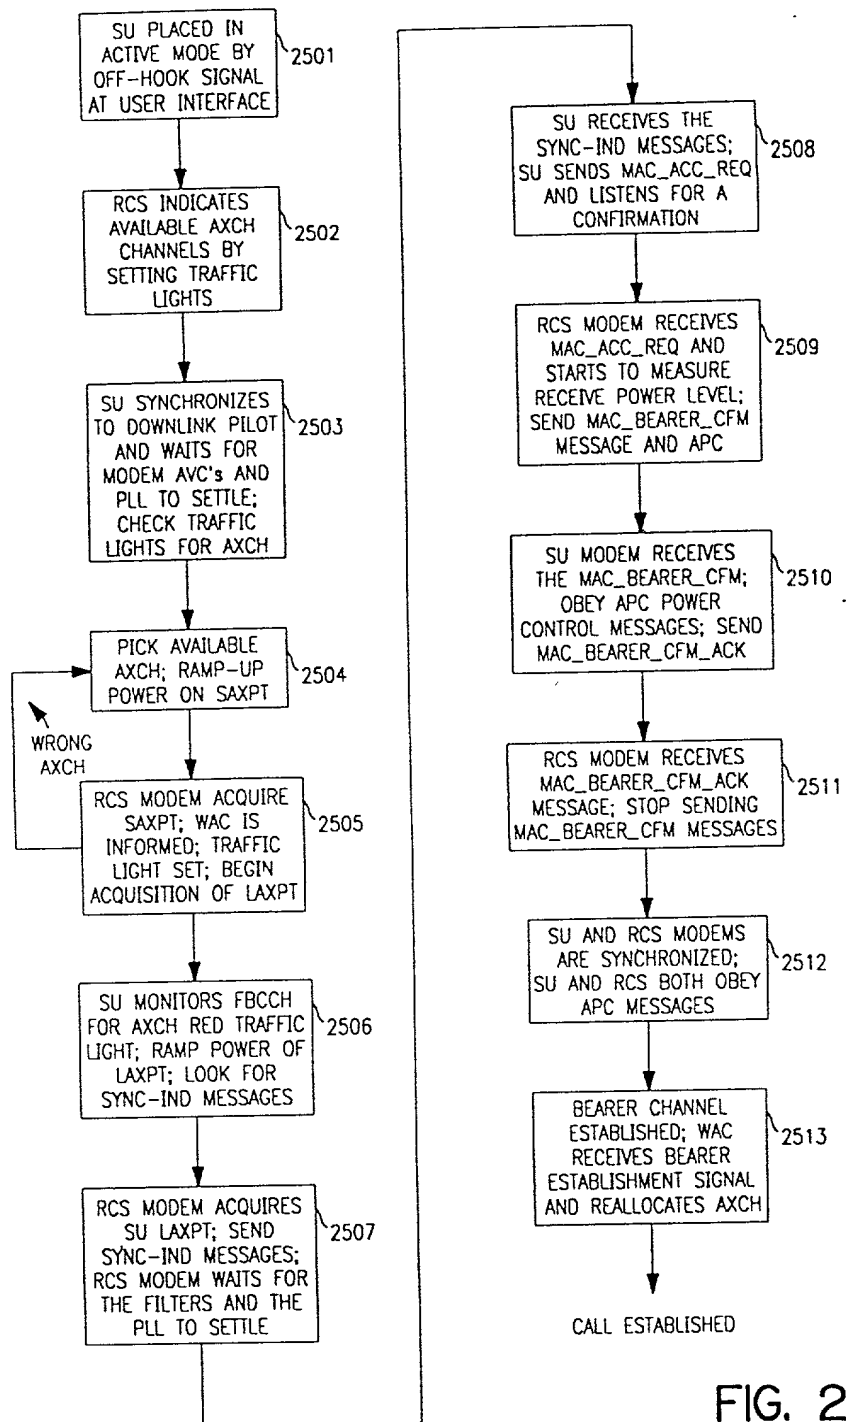 SU PLACED IN
ACTIVE MODE BY
OFF-HOOK SIGNAL
AT USER INTERFACE
2501
RCS INDICATES
AVAILABLE AXCH
CHANNELS BY
SETTING TRAFFIC
LIGHTS
2502
SU SYNCHRONIZES
TO DOWNLINK PILOT
AND WAITS FOR
MODEM AVC's AND
PLL TO SETTLE;
CHECK TRAFFIC
LIGHTS FOR AXCH
2503
PICK AVAILABLE
AXCH; RAMP-UP
POWER ON SAXPT
2504
WRONG
AXCH
RCS MODEM ACQUIRE
SAXPT; WAC IS
INFORMED; TRAFFIC
LIGHT SET; BEGIN
ACQUISITION OF LAXPT
2505
SU MONITORS FBCCH
FOR AXCH RED TRAFFIC
LIGHT; RAMP POWER OF
LAXPT; LOOK FOR
SYNC-IND MESSAGES
2506
RCS MODEM ACQUIRES
SU LAXPT; SEND
SYNC-IND MESSAGES;
RCS MODEM WAITS FOR
THE FILTERS AND THE
PLL TO SETTLE
2507
SU RECEIVES THE
SYNC-IND MESSAGES;
SU SENDS MAC_ACC_REQ
AND LISTENS FOR A
CONFIRMATION
2508
RCS MODEM RECEIVES
MAC_ACC_REQ AND
STARTS TO MEASURE
RECEIVE POWER LEVEL;
SEND MAC_BEARER_CFM
MESSAGE AND APC
2509
SU MODEM RECEIVES
THE MAC_BEARER_CFM;
OBEY APC POWER
CONTROL MESSAGES; SEND
MAC_BEARER_CFM_ACK
2510
RCS MODEM RECEIVES
MAC_BEARER_CFM_ACK
MESSAGE; STOP SENDING
MAC_BEARER_CFM MESSAGES
2511
SU AND RCS MODEMS
ARE SYNCHRONIZED;
SU AND RCS BOTH OBEY
APC MESSAGES
2512
BEARER CHANNEL
ESTABLISHED; WAC
RECEIVES BEARER
ESTABLISHMENT SIGNAL
AND REALLOCATES AXCH
2513
CALL ESTABLISHED
FIG. 2